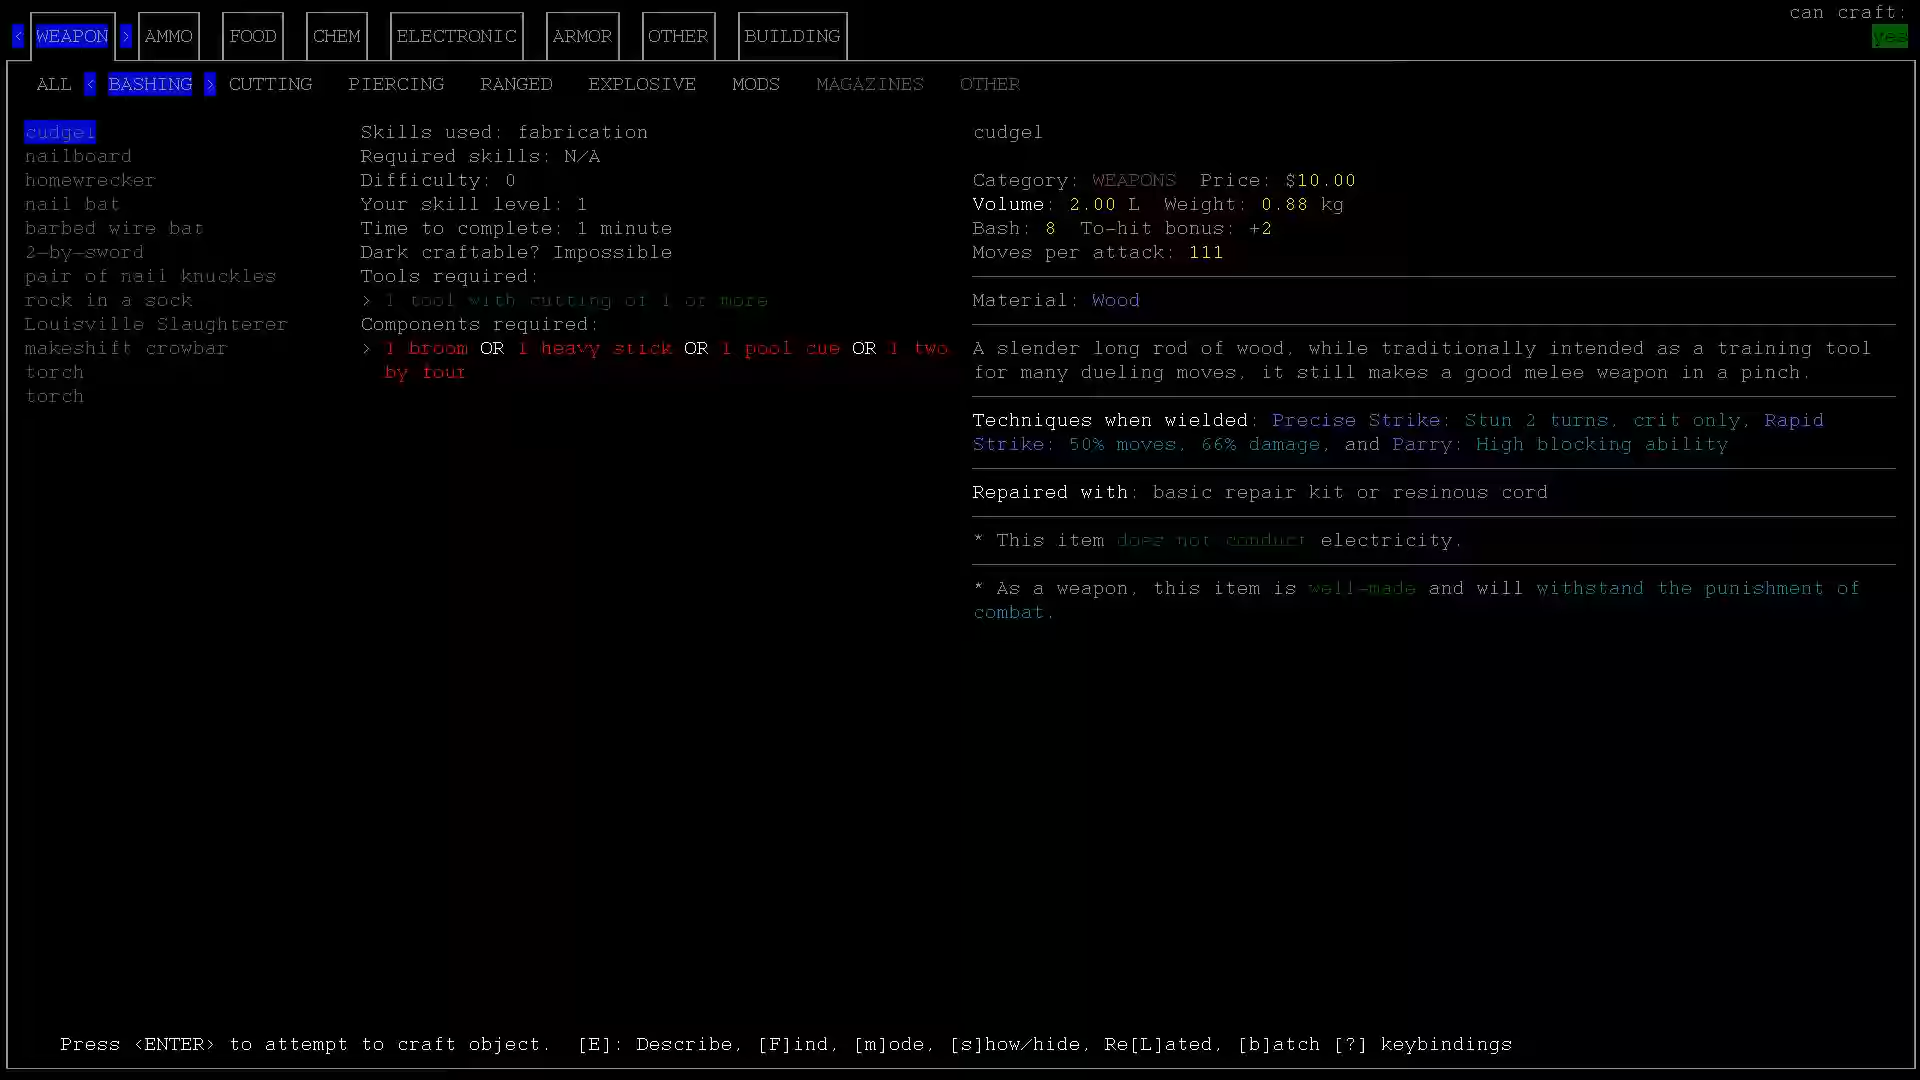 can craft:
< WEAPON > AMMO FOOD CHEM ELECTRONIC ARMOR OTHER BUILDING yes
ALL < BASHING > CUTTING PIERCING RANGED EXPLOSIVE MODS MAGAZINES OTHER
cudgel Skills used: fabrication cudgel
nailboard Required skills: N/A
homewrecker Difficulty: 0 Category: WEAPONS Price: $10.00
nail bat Your skill level: 1 Volume: 2.00 L Weight: 0.88 kg
barbed wire bat Time to complete: 1 minute Bash: 8 To-hit bonus: +2
2-by-sword Dark craftable? Impossible Moves per attack: 111
pair of nail knuckles Tools required:
rock in a sock > 1 tool with cutting of 1 or more Material: Wood
Louisville Slaughterer Components required:
makeshift crowbar > 1 broom OR 1 heavy stick OR 1 pool cue OR 1 two A slender long rod of wood, while traditionally intended as a training tool
torch by four for many dueling moves, it still makes a good melee weapon in a pinch.
torch
Techniques when wielded: Precise Strike: Stun 2 turns, crit only, Rapid
Strike: 50% moves, 66% damage, and Parry: High blocking ability
Repaired with: basic repair kit or resinous cord
* This item does not conduct electricity.
* As a weapon, this item is well-made and will withstand the punishment of
combat.
Press <ENTER> to attempt to craft object. [E]: Describe, [F]ind, [m]ode, [s]how/hide, Re[L]ated, [b]atch [?] keybindings